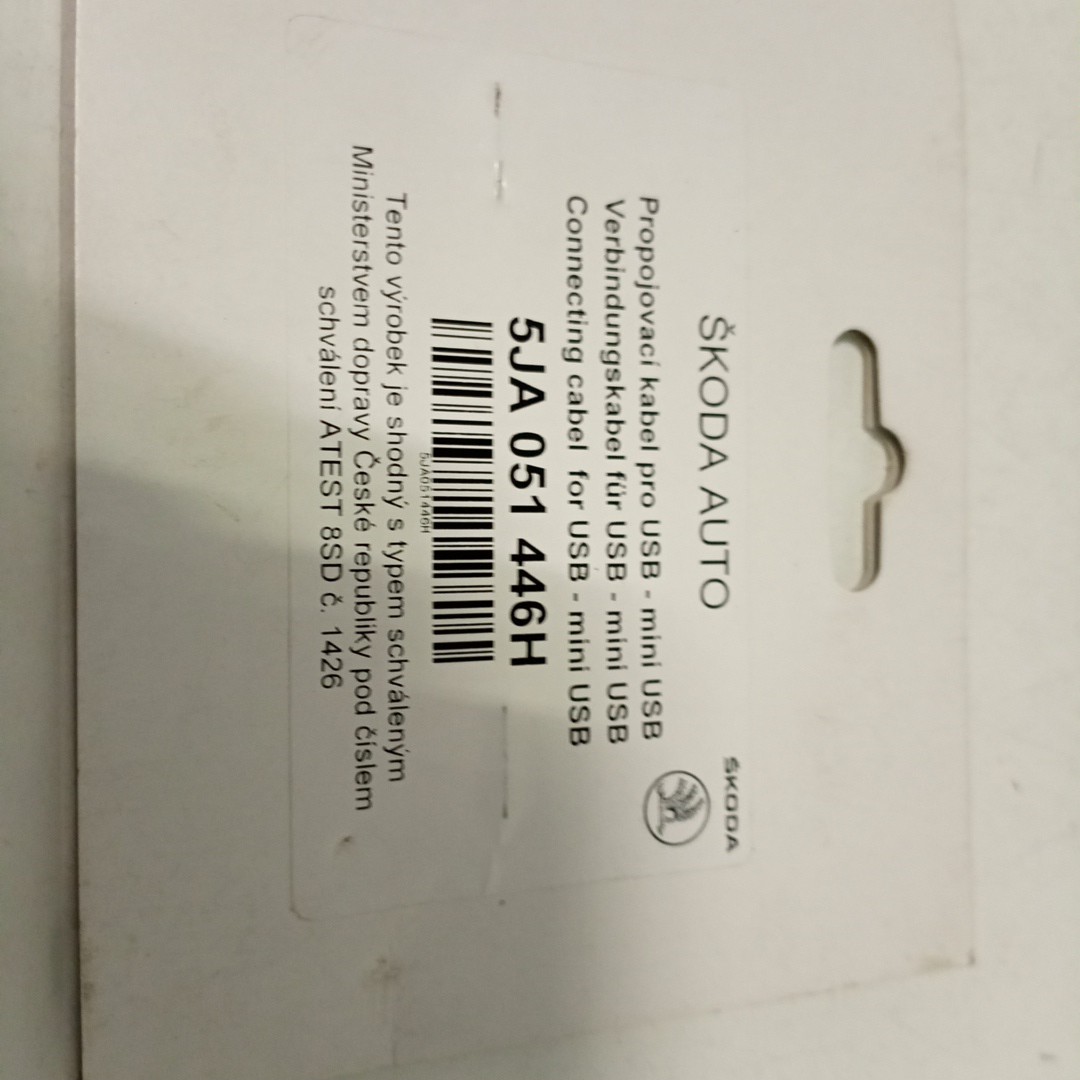 ŠKODA
ŠKODA AUTO
Propojovací kabel pro USB - mini USB
Verbindungskabel für USB - mini USB
Connecting cabel for USB - mini USB
5JA 051 446H
5JA051446H
Tento výrobek je shodný s typem schváleným
Ministerstvem dopravy České republiky pod číslem
schválení ATEST 8SD č. 1426